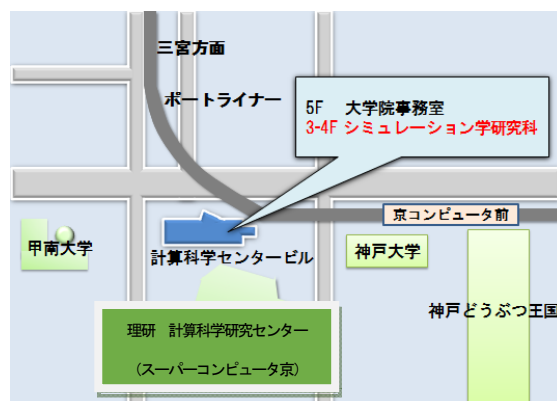 三宮方面
ポートライナー
5F 大学院事務室
3-4F シミュレーション学研究科
京コンピュータ前
甲南大学
計算科学センタービル
神戸大学
神戸どうぶつ王国
理研 計算科学研究センター
(スーパーコンピュータ京)